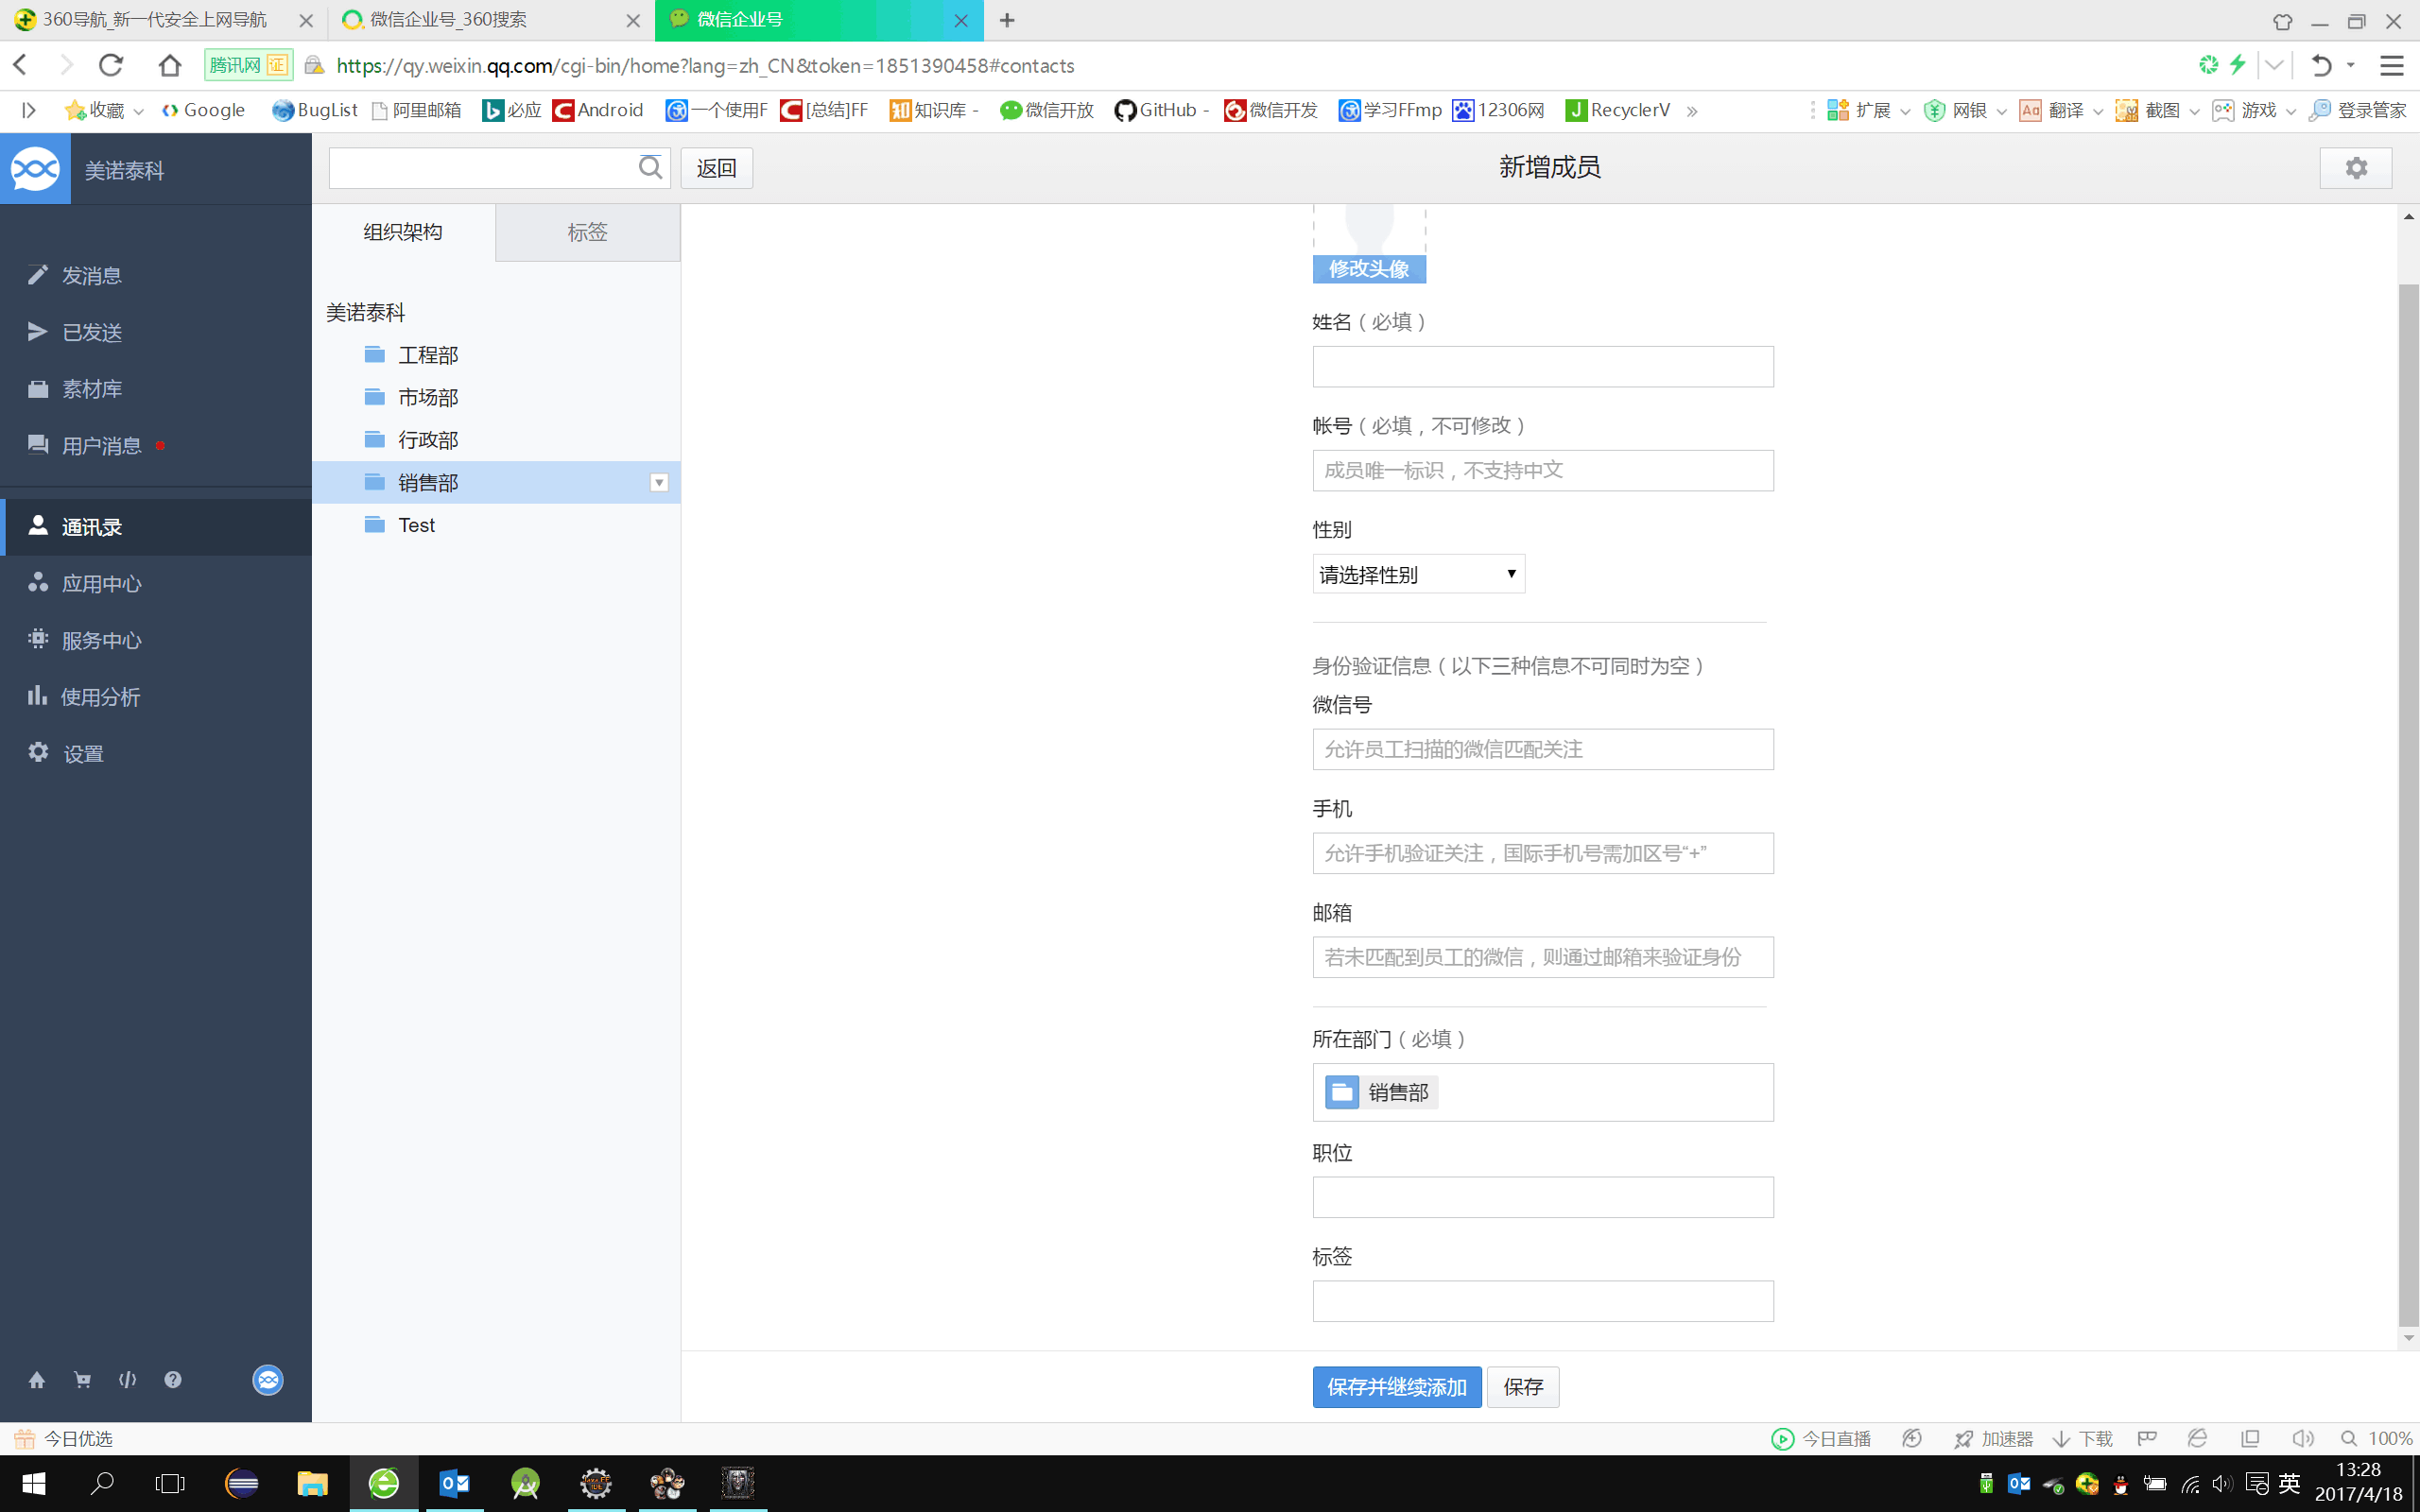 360导航_新一代安全上网导航
微信企业号_360搜索
微信企业号
腾讯网 证
https://qy.weixin.qq.com/cgi-bin/home?lang=zh_CN&token=1851390458#contacts
收藏 Google BugList 阿里邮箱 必应 Android 一个使用F [总结]FF 知识库 - 微信开放 GitHub - 微信开发 学习FFmp 12306网 RecyclerV » 扩展 网银 翻译 截图 游戏 登录管家
美诺泰科
返回
新增成员
发消息
已发送
素材库
用户消息
通讯录
应用中心
服务中心
使用分析
设置
组织架构
标签
美诺泰科
工程部
市场部
行政部
销售部
Test
修改头像
姓名（必填）
帐号（必填，不可修改）
成员唯一标识，不支持中文
性别
请选择性别
身份验证信息（以下三种信息不可同时为空）
微信号
允许员工扫描的微信匹配关注
手机
允许手机验证关注，国际手机号需加区号“+”
邮箱
若未匹配到员工的微信，则通过邮箱来验证身份
所在部门（必填）
销售部
职位
标签
保存并继续添加
保存
今日优选
今日直播
加速器
下载
100%
英
13:28
2017/4/18